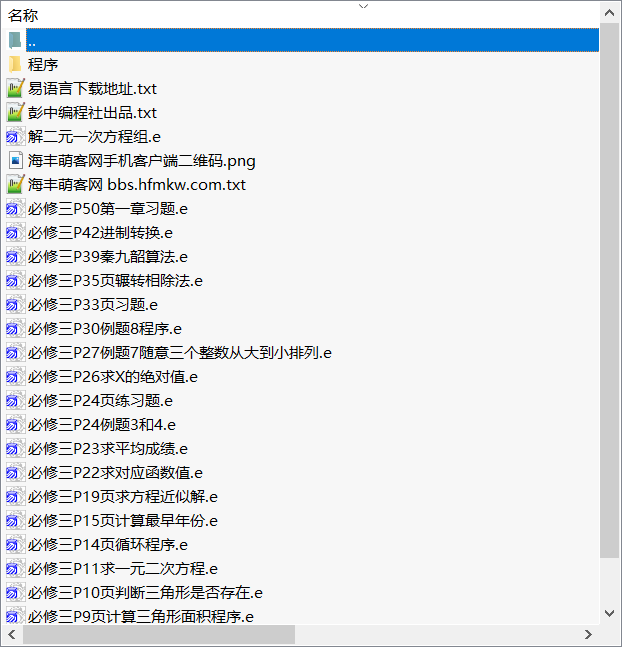 名称
..
程序
易语言下载地址.txt
彭中编程社出品.txt
解二元一次方程组.e
海丰萌客网手机客户端二维码.png
海丰萌客网 bbs.hfmkw.com.txt
必修三P50第一章习题.e
必修三P42进制转换.e
必修三P39秦九韶算法.e
必修三P35页辗转相除法.e
必修三P33页习题.e
必修三P30例题8程序.e
必修三P27例题7随意三个整数从大到小排列.e
必修三P26求X的绝对值.e
必修三P24页练习题.e
必修三P24例题3和4.e
必修三P23求平均成绩.e
必修三P22求对应函数值.e
必修三P19页求方程近似解.e
必修三P15页计算最早年份.e
必修三P14页循环程序.e
必修三P11求一元二次方程.e
必修三P10页判断三角形是否存在.e
必修三P9页计算三角形面积程序.e